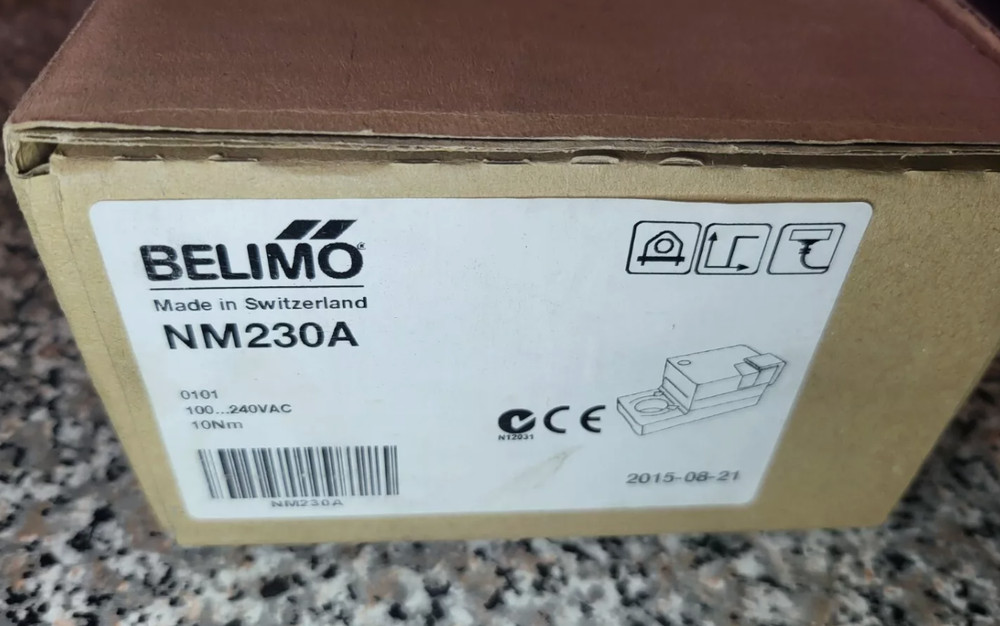 BELIMO®
Made in Switzerland
NM230A
0101
100...240VAC
10Nm
NM230A
N12031
CE
2015-08-21